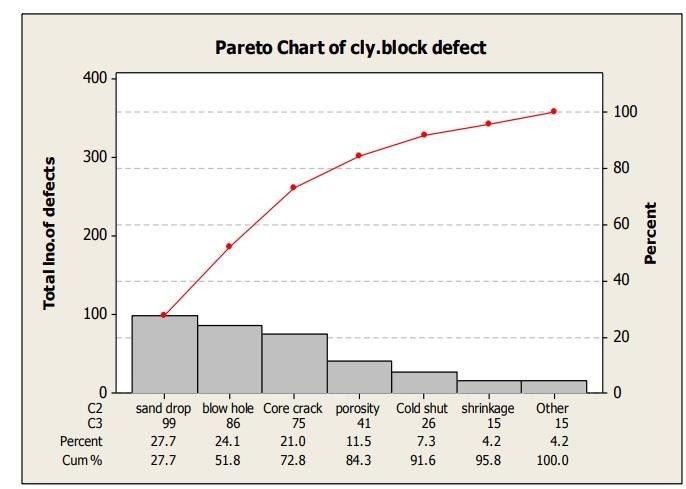 Pareto Chart of cly.block defect
400
300
200
100
0
Total lno.of defects
100
80
60
40
20
0
Percent
C2 sand drop blow hole Core crack porosity Cold shut shrinkage Other
C3 99 86 75 41 26 15 15
Percent 27.7 24.1 21.0 11.5 7.3 4.2 4.2
Cum % 27.7 51.8 72.8 84.3 91.6 95.8 100.0